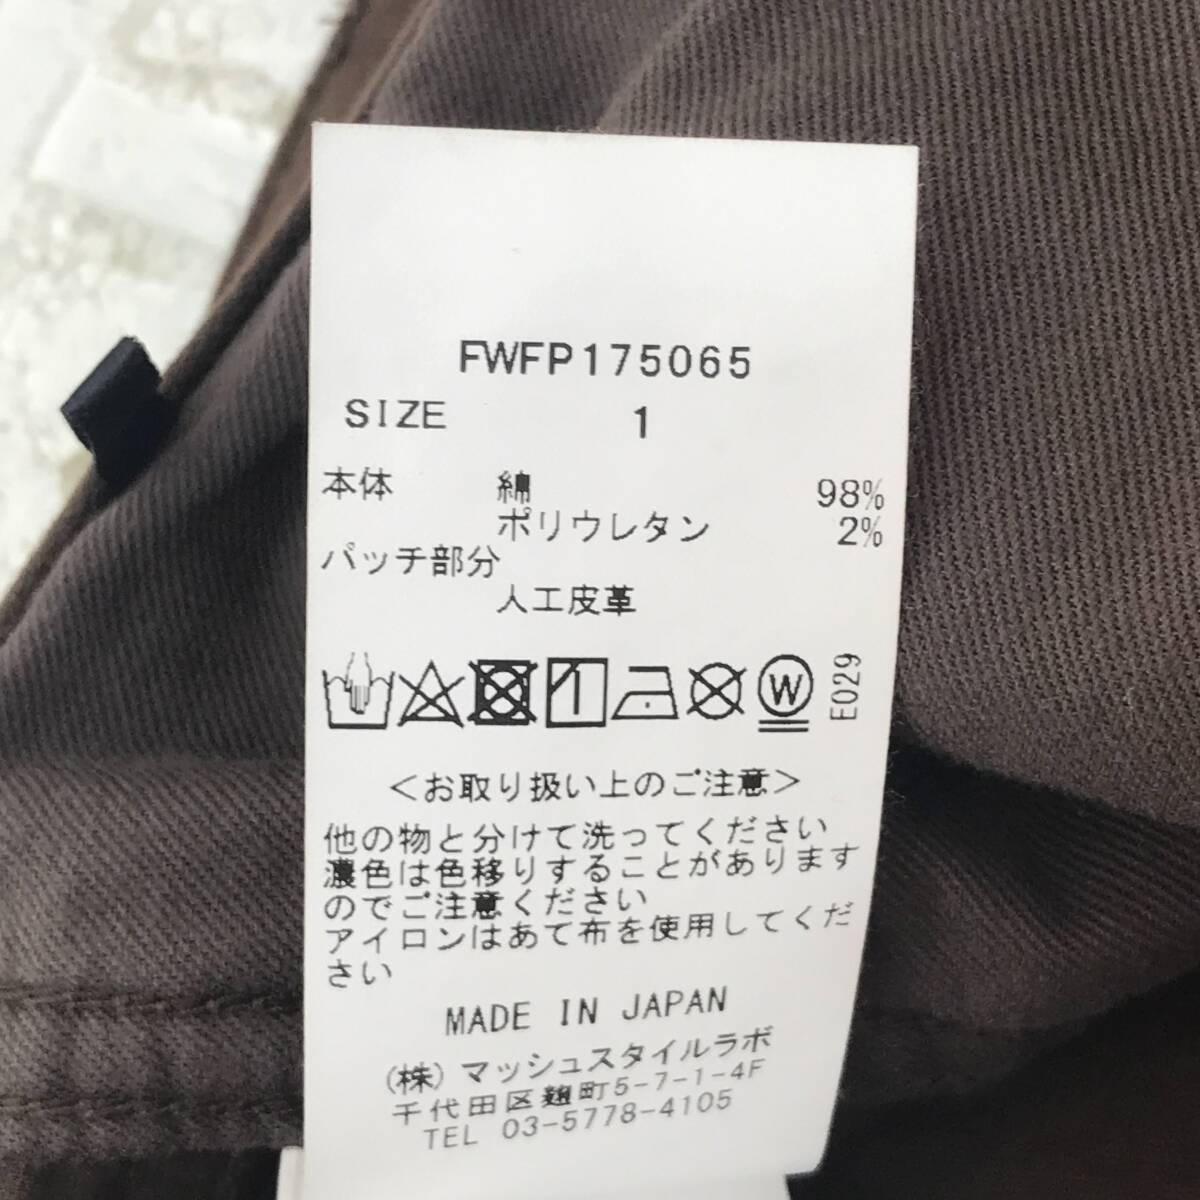 FWFP175065
SIZE 1
本体 綿 98%
ポリウレタン 2%
パッチ部分
人工皮革
W E029
<お取り扱い上のご注意>
他の物と分けて洗ってください
濃色は色移りすることがあります
のでご注意ください
アイロンはあて布を使用してくだ
さい
MADE IN JAPAN
(株)マッシュスタイルラボ
千代田区麹町5-7-1-4F
TEL 03-5778-4105